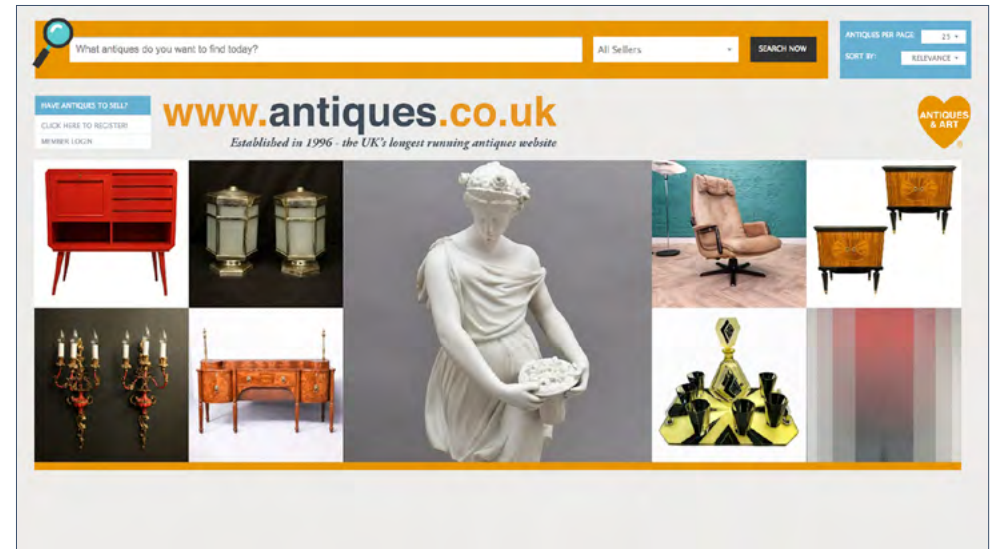 What antiques do you want to find today?
All Sellers
SEARCH NOW
ANTIQUES PER PAGE:
25
SORT BY:
RELEVANCE
HAVE ANTIQUES TO SELL?
CLICK HERE TO REGISTER!
MEMBER LOGIN
www.antiques.co.uk
Established in 1996 - the UK's longest running antiques website
ANTIQUES
& ART
®